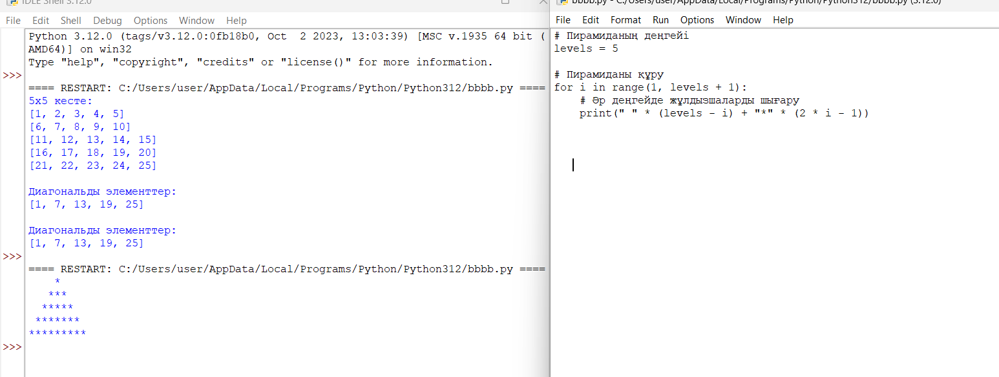 IDLE Shell 3.12.0
File Edit Shell Debug Options Window Help
Python 3.12.0 (tags/v3.12.0:0fb18b0, Oct  2 2023, 13:03:39) [MSC v.1935 64 bit (
AMD64)] on win32
Type "help", "copyright", "credits" or "license()" for more information.
>>>
==== RESTART: C:/Users/user/AppData/Local/Programs/Python/Python312/bbbb.py ====
5x5 кесте:
[1, 2, 3, 4, 5]
[6, 7, 8, 9, 10]
[11, 12, 13, 14, 15]
[16, 17, 18, 19, 20]
[21, 22, 23, 24, 25]
Диагональды элементтер:
[1, 7, 13, 19, 25]
Диагональды элементтер:
[1, 7, 13, 19, 25]
>>>
==== RESTART: C:/Users/user/AppData/Local/Programs/Python/Python312/bbbb.py ====
    *
   ***
  *****
 *******
*********
>>>
bbbb.py - C:/Users/user/AppData/Local/Programs/Python/Python312/bbbb.py (3.12.0)
File Edit Format Run Options Window Help
# Пирамиданың деңгейі
levels = 5
# Пирамиданы құру
for i in range(1, levels + 1):
    # Әр деңгейде жұлдызшаларды шығару
    print(" " * (levels - i) + "*" * (2 * i - 1))